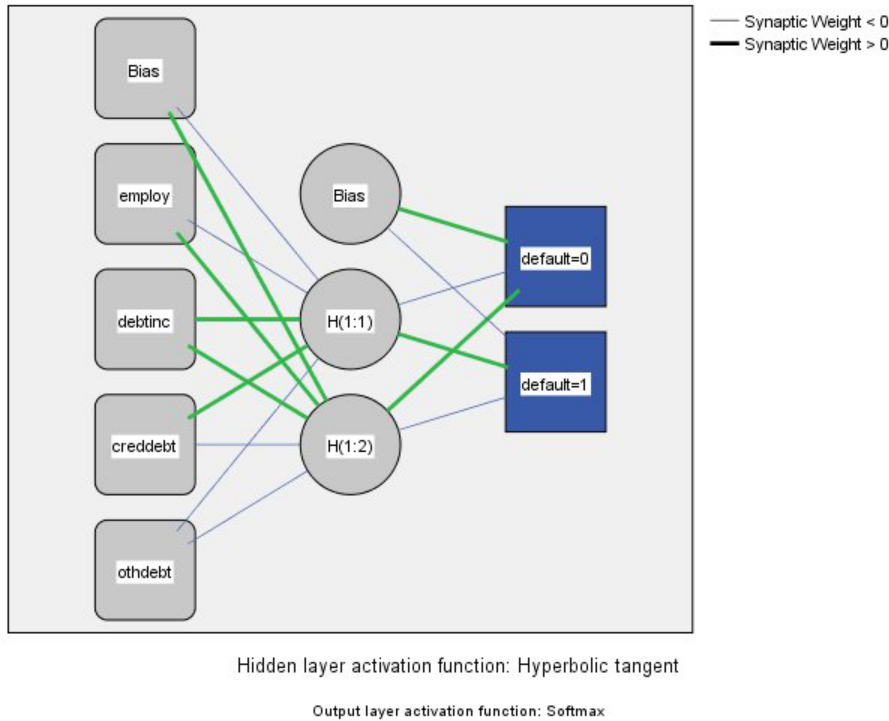 Synaptic Weight < 0
Synaptic Weight > 0
Bias
employ
debtinc
creddebt
othdebt
Bias
H(1:1)
H(1:2)
default=0
default=1
Hidden layer activation function: Hyperbolic tangent
Output layer activation function: Softmax